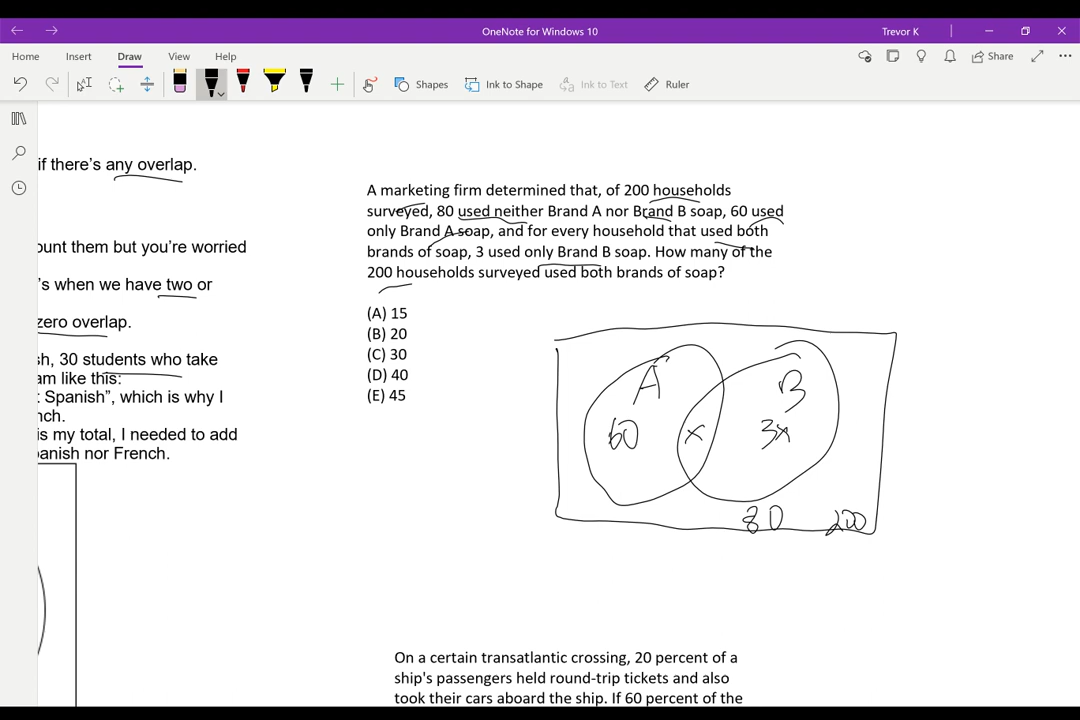 OneNote for Windows 10
Trevor K
Home Insert Draw View Help
Share
Shapes
Ink to Shape
Ink to Text
Ruler
if there's any overlap.
ount them but you're worried
's when we have two or
zero overlap.
sh, 30 students who take
am like this:
t Spanish", which is why I
nch.
is my total, I needed to add
panish nor French.
A marketing firm determined that, of 200 households
surveyed, 80 used neither Brand A nor Brand B soap, 60 used
only Brand A soap, and for every household that used both
brands of soap, 3 used only Brand B soap. How many of the
200 households surveyed used both brands of soap?
(A) 15
(B) 20
(C) 30
(D) 40
(E) 45
A B
60 x 3x
80 200
On a certain transatlantic crossing, 20 percent of a
ship's passengers held round-trip tickets and also
took their cars aboard the ship. If 60 percent of the